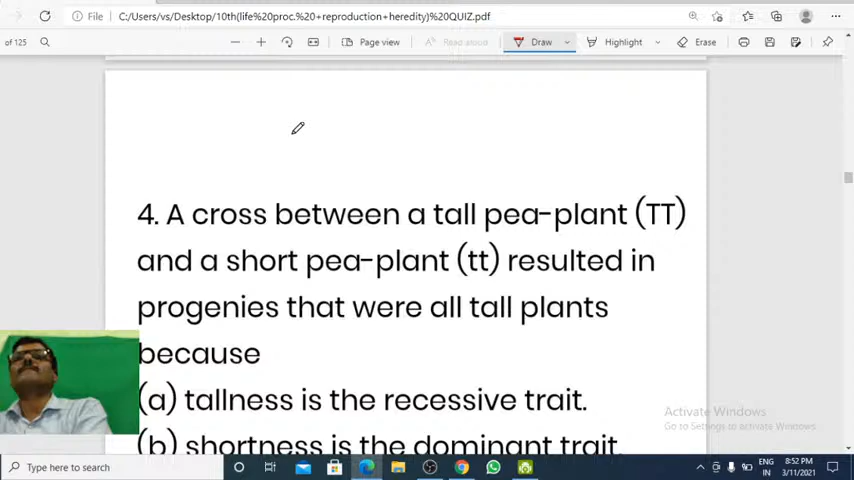 File
C:/Users/vs/Desktop/10th(life%20proc.%20+reproduction+heredity)%20QUIZ.pdf
of 125
Page view
Read aloud
Draw
Highlight
Erase
4. A cross between a tall pea-plant (TT)
and a short pea-plant (tt) resulted in
progenies that were all tall plants
because
(a) tallness is the recessive trait.
(b) shortness is the dominant trait.
Activate Windows
Go to Settings to activate Windows.
Type here to search
ENG
IN
8:52 PM
3/11/2021